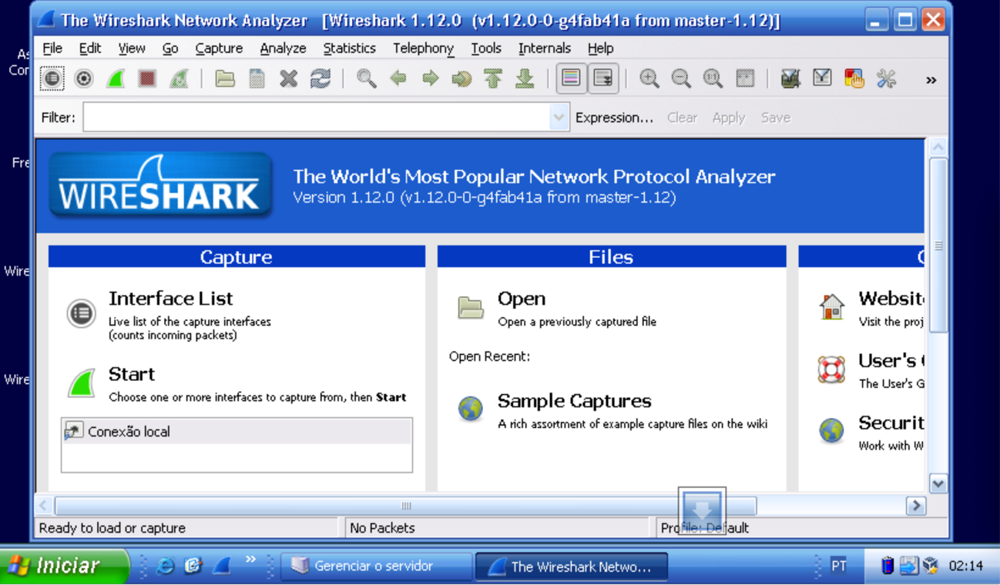 The Wireshark Network Analyzer [Wireshark 1.12.0 (v1.12.0-0-g4fab41a from master-1.12)]
File Edit View Go Capture Analyze Statistics Telephony Tools Internals Help
Filter: Expression... Clear Apply Save
WIRESHARK
The World's Most Popular Network Protocol Analyzer
Version 1.12.0 (v1.12.0-0-g4fab41a from master-1.12)
Capture
Interface List
Live list of the capture interfaces
(counts incoming packets)
Start
Choose one or more interfaces to capture from, then Start
Conexão local
Files
Open
Open a previously captured file
Open Recent:
Sample Captures
A rich assortment of example capture files on the wiki
Websit
Visit the proj
User's
The User's G
Securit
Work with W
Fre
Wire
Wire
Ready to load or capture No Packets Profile: Default
Iniciar Gerenciar o servidor The Wireshark Netwo... PT 02:14